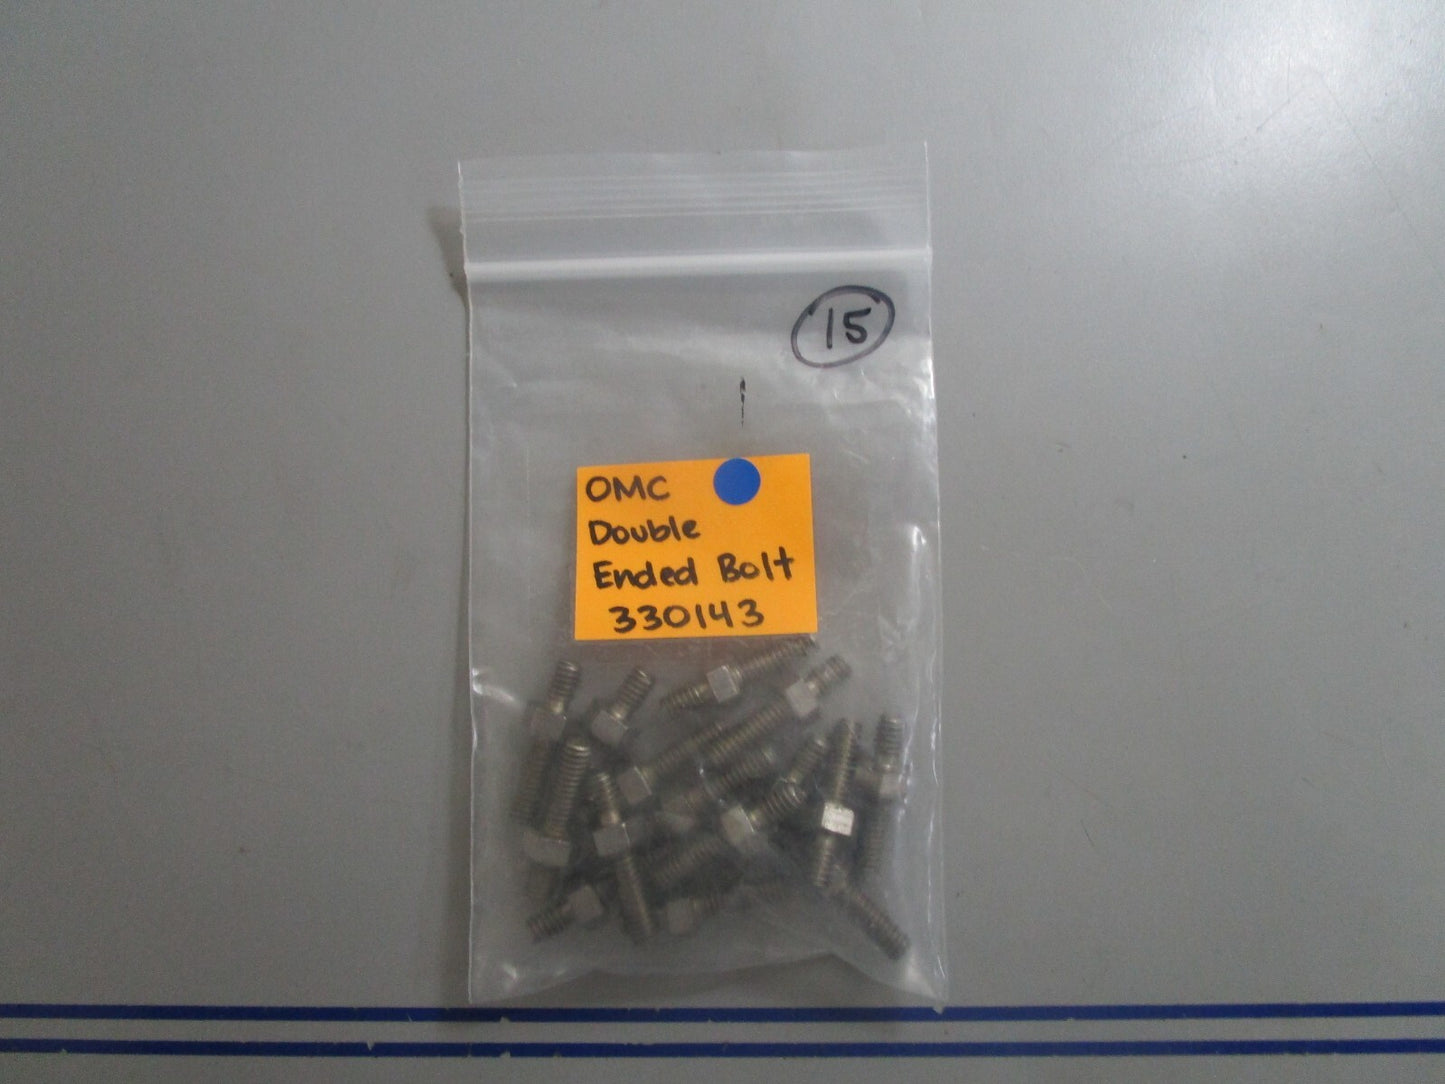 15
OMC
Double
Ended Bolt
330143